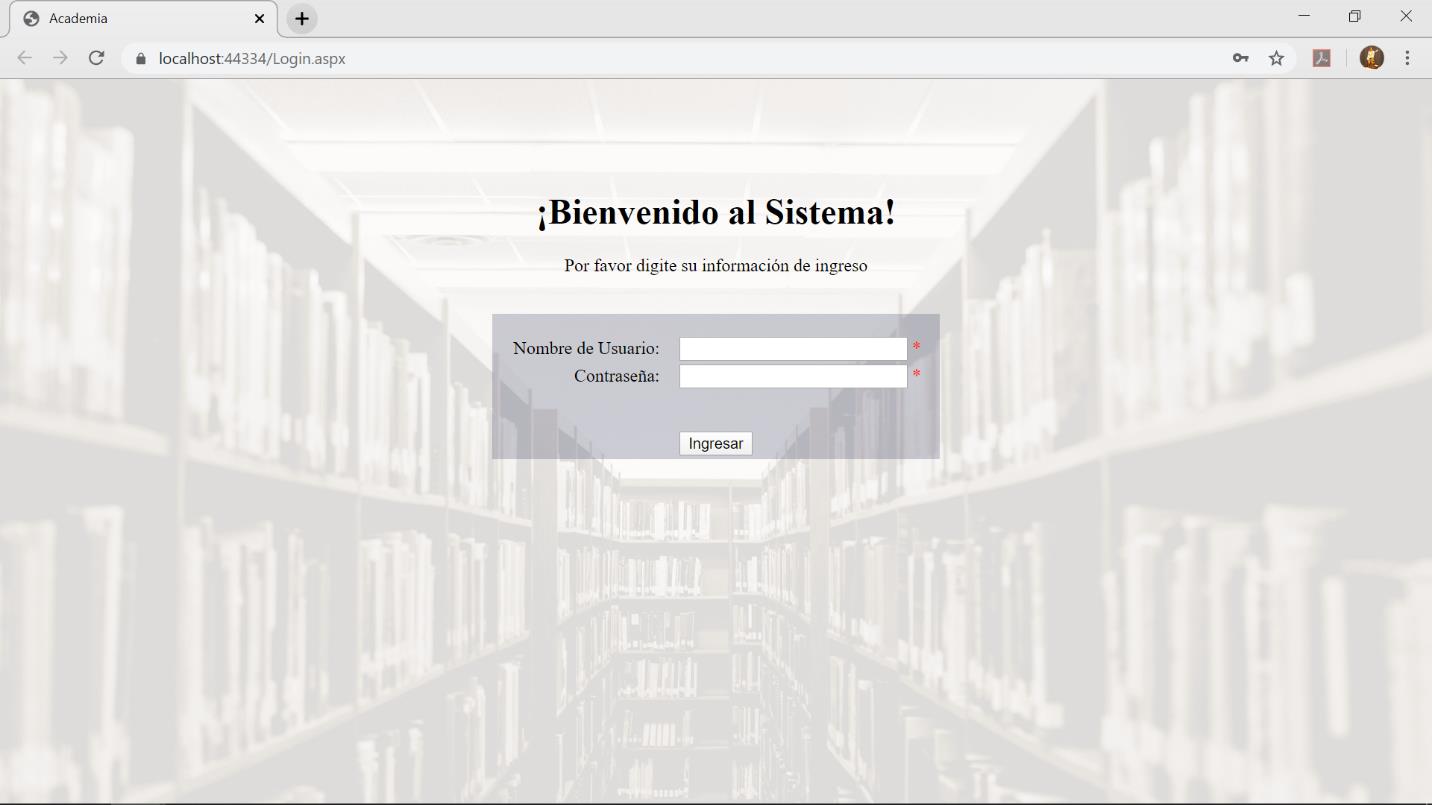 Academia
localhost:44334/Login.aspx
¡Bienvenido al Sistema!
Por favor digite su información de ingreso
Nombre de Usuario: *
Contraseña: *
Ingresar